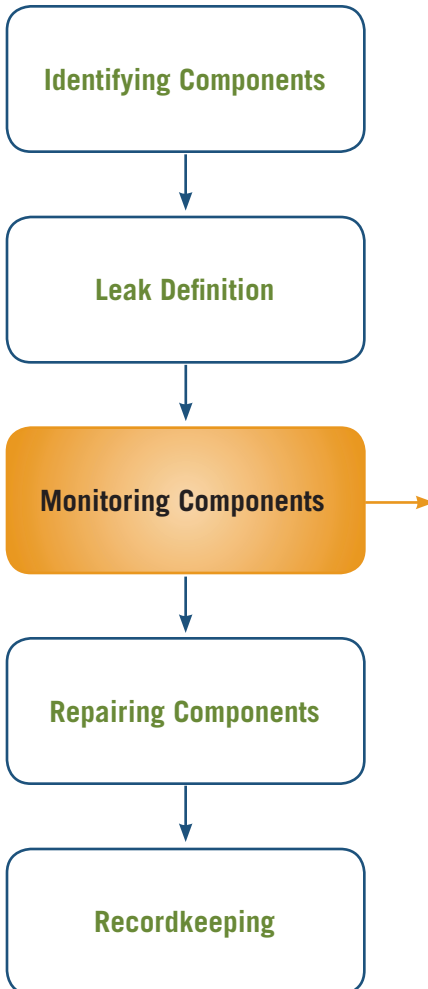 Identifying Components
Leak Definition
Monitoring Components
Repairing Components
Recordkeeping